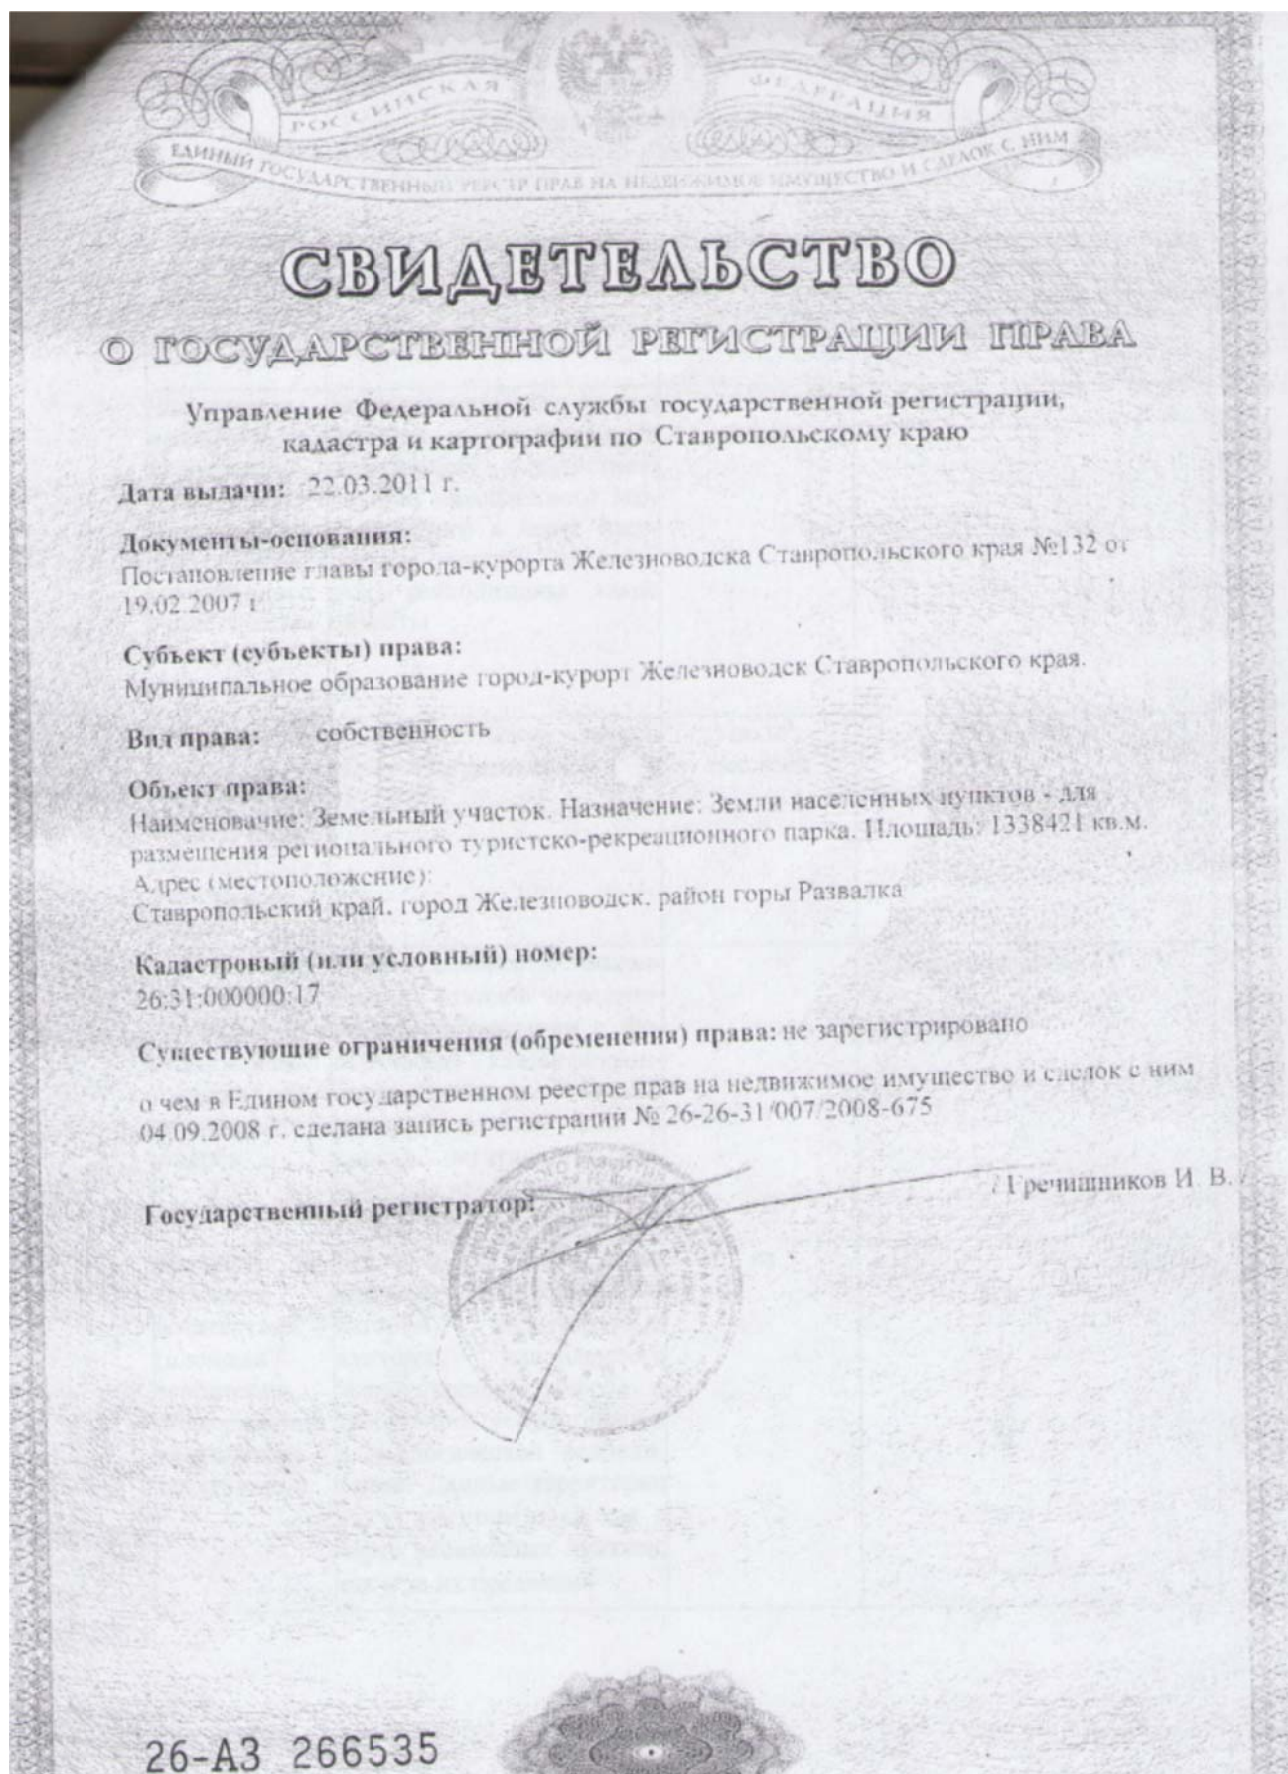 РОССИЙСКАЯ ФЕДЕРАЦИЯ
ЕДИНЫЙ ГОСУДАРСТВЕННЫЙ РЕЕСТР ПРАВ НА НЕДВИЖИМОЕ ИМУЩЕСТВО И СДЕЛОК С НИМ
СВИДЕТЕЛЬСТВО
О ГОСУДАРСТВЕННОЙ РЕГИСТРАЦИИ ПРАВА
Управление Федеральной службы государственной регистрации,
кадастра и картографии по Ставропольскому краю
Дата выдачи: 22.03.2011 г.
Документы-основания:
Постановление главы города-курорта Железноводска Ставропольского края №132 от
19.02.2007 г
Субъект (субъекты) права:
Муниципальное образование город-курорт Железноводск Ставропольского края.
Вид права: собственность
Объект права:
Наименование: Земельный участок. Назначение: Земли населенных пунктов - для
размещения регионального туристско-рекреационного парка. Площадь: 1338421 кв.м.
Адрес (местоположение):
Ставропольский край, город Железноводск, район горы Развалка
Кадастровый (или условный) номер:
26:31:000000:17
Существующие ограничения (обременения) права: не зарегистрировано
о чем в Едином государственном реестре прав на недвижимое имущество и сделок с ним
04.09.2008 г. сделана запись регистрации № 26-26-31/007/2008-675
Государственный регистратор: / Гречишников И. В. /
26-АЗ 266535